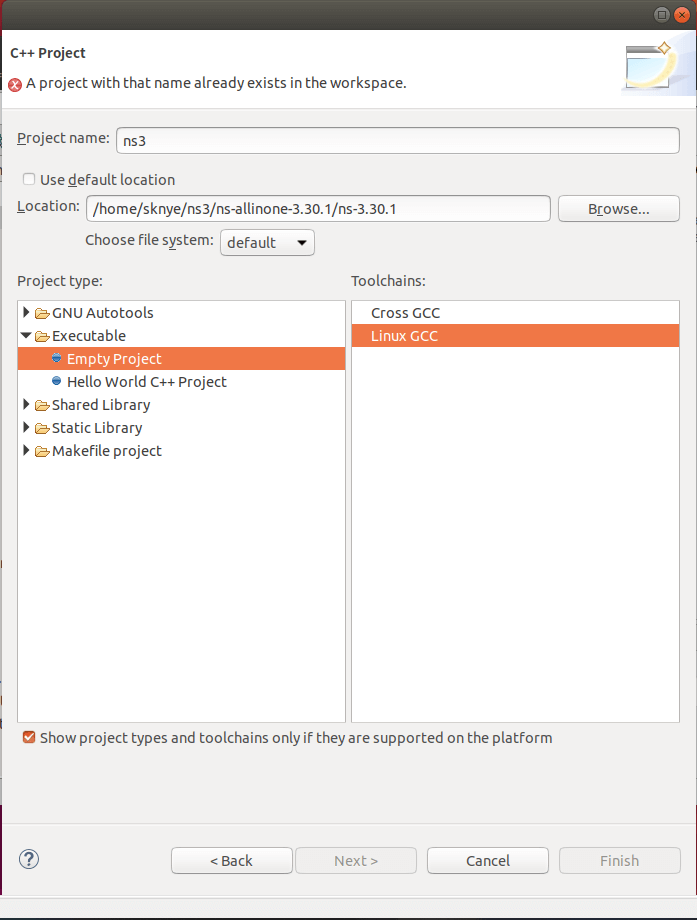 C++ Project
A project with that name already exists in the workspace.
Project name: ns3
Use default location
Location: /home/sknye/ns3/ns-allinone-3.30.1/ns-3.30.1 Browse...
Choose file system: default
Project type: Toolchains:
GNU Autotools Cross GCC
Executable Linux GCC
Empty Project
Hello World C++ Project
Shared Library
Static Library
Makefile project
Show project types and toolchains only if they are supported on the platform
? < Back Next > Cancel Finish